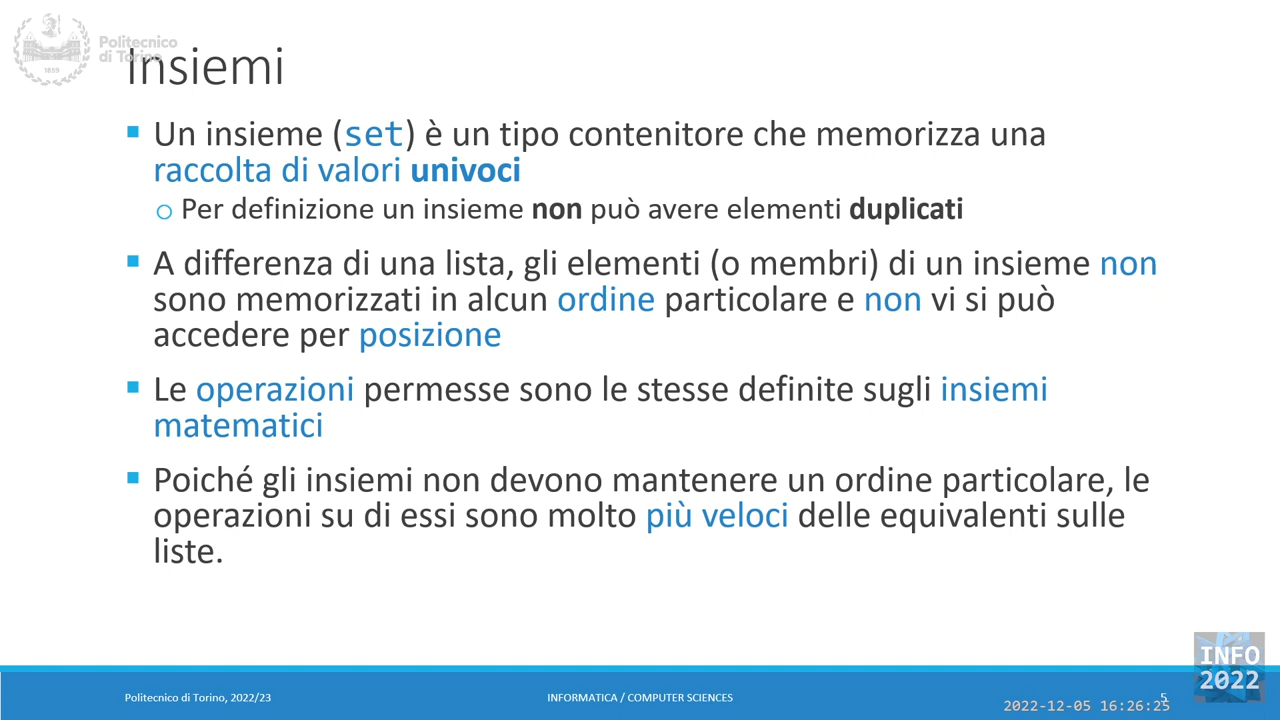 Politecnico
di Torino
1859
Insiemi
Un insieme (set) è un tipo contenitore che memorizza una
raccolta di valori univoci
Per definizione un insieme non può avere elementi duplicati
A differenza di una lista, gli elementi (o membri) di un insieme non
sono memorizzati in alcun ordine particolare e non vi si può
accedere per posizione
Le operazioni permesse sono le stesse definite sugli insiemi
matematici
Poiché gli insiemi non devono mantenere un ordine particolare, le
operazioni su di essi sono molto più veloci delle equivalenti sulle
liste.
INFO
2022
Politecnico di Torino, 2022/23
INFORMATICA / COMPUTER SCIENCES
5
2022-12-05 16:26:25